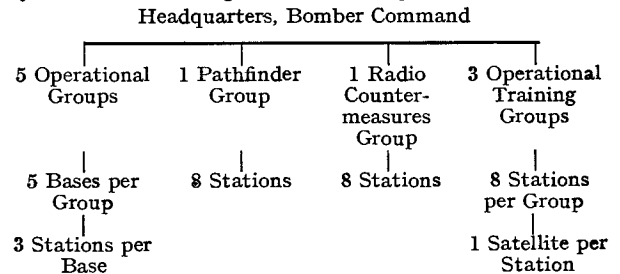 Headquarters, Bomber Command
5 Operational
Groups
1 Pathfinder
Group
1 Radio
Counter-
measures
Group
3 Operational
Training
Groups
5 Bases per
Group
8 Stations
8 Stations
8 Stations
per Group
3 Stations per
Base
1 Satellite per
Station